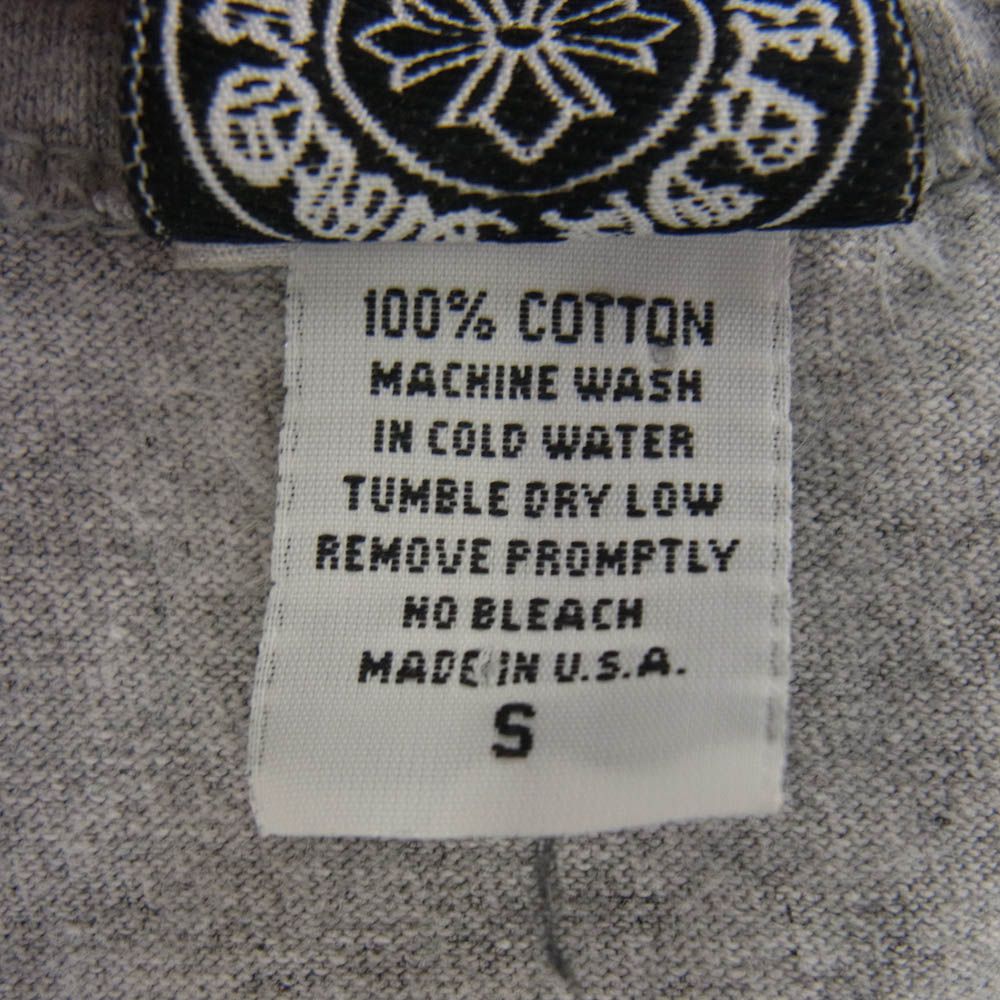 100% COTTON
MACHINE WASH
IN COLD WATER
TUMBLE DRY LOW
REMOVE PROMPTLY
NO BLEACH
MADE IN U.S.A.
S